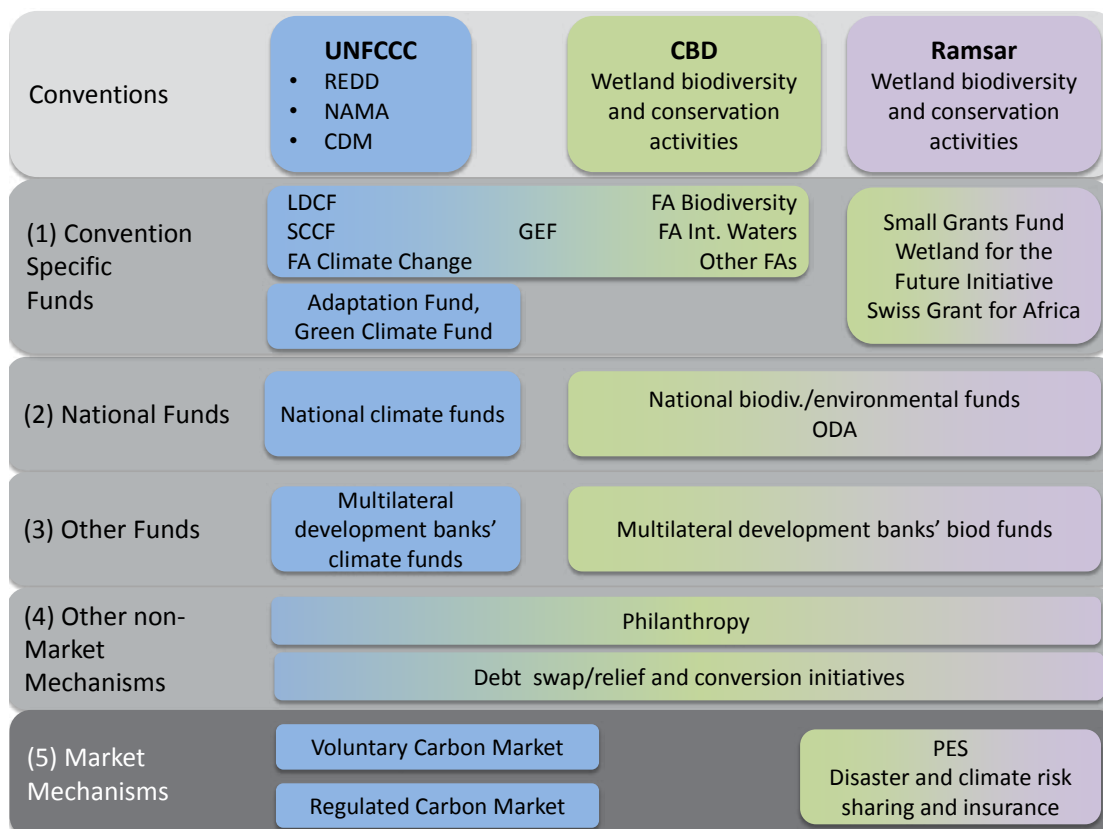 Conventions
UNFCCC
• REDD
• NAMA
• CDM
CBD
Wetland biodiversity
and conservation
activities
Ramsar
Wetland biodiversity
and conservation
activities
(1) Convention
Specific
Funds
LDCF
SCCF
FA Climate Change
GEF
FA Biodiversity
FA Int. Waters
Other FAs
Adaptation Fund,
Green Climate Fund
Small Grants Fund
Wetland for the
Future Initiative
Swiss Grant for Africa
(2) National Funds
National climate funds
National biodiv./environmental funds
ODA
(3) Other Funds
Multilateral
development banks’
climate funds
Multilateral development banks’ biod funds
(4) Other non-
Market
Mechanisms
Philanthropy
Debt swap/relief and conversion initiatives
(5) Market
Mechanisms
Voluntary Carbon Market
Regulated Carbon Market
PES
Disaster and climate risk
sharing and insurance